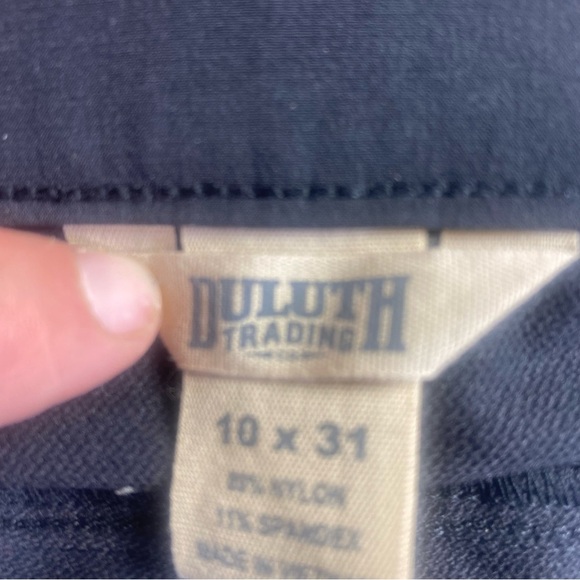 DULUTH
TRADING
10 x 31
89% NYLON
11% SPANDEX
MADE IN